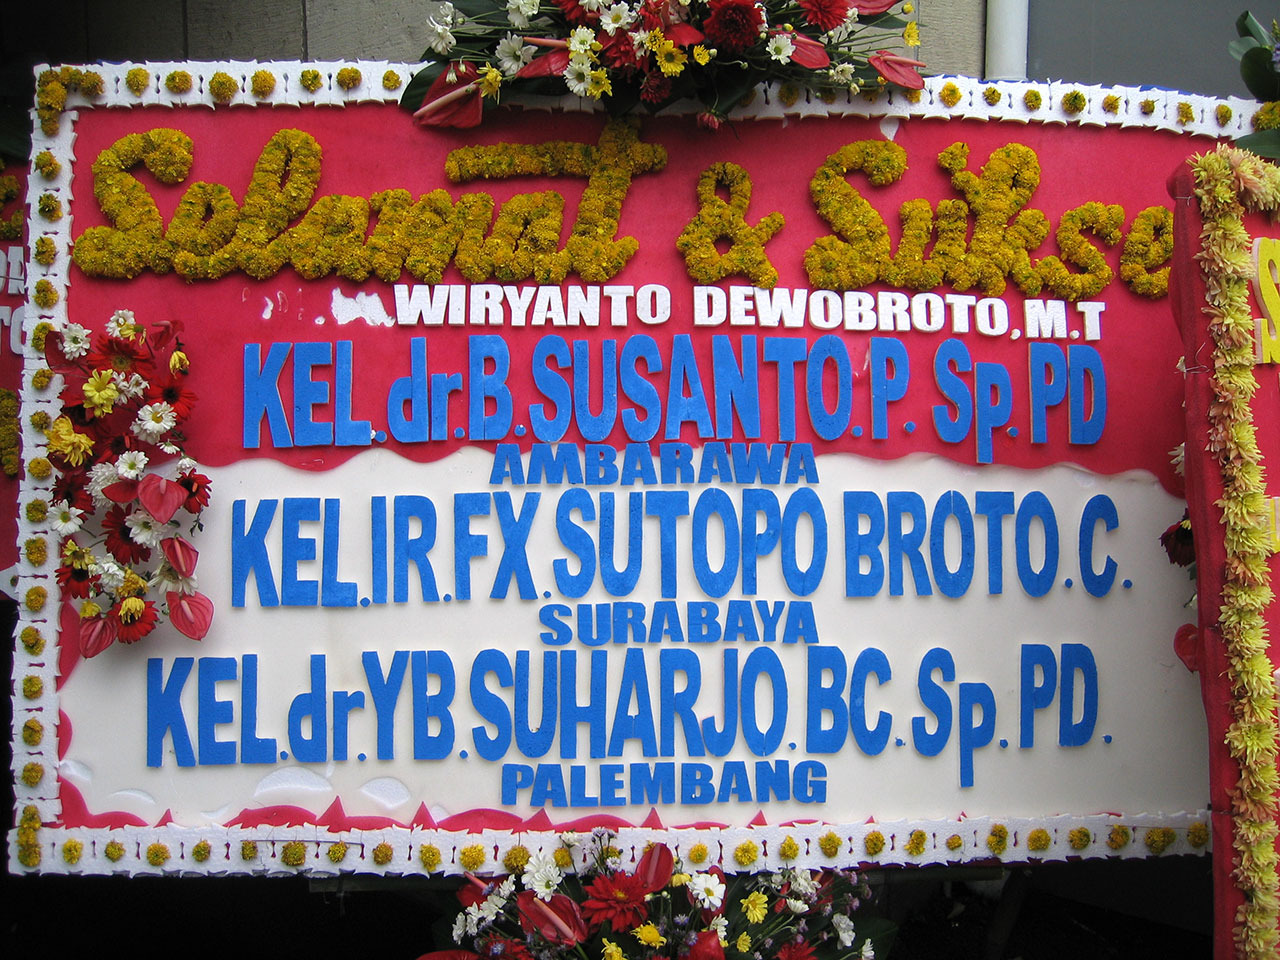 Selamat & Sukse
WIRYANTO DEWOBROTO,M.T
KEL.dr.B.SUSANTO.P. Sp.PD
AMBARAWA
KEL.IR.FX.SUTOPO BROTO.C.
SURABAYA
KEL.dr.YB.SUHARJO.BC.Sp.PD.
PALEMBANG